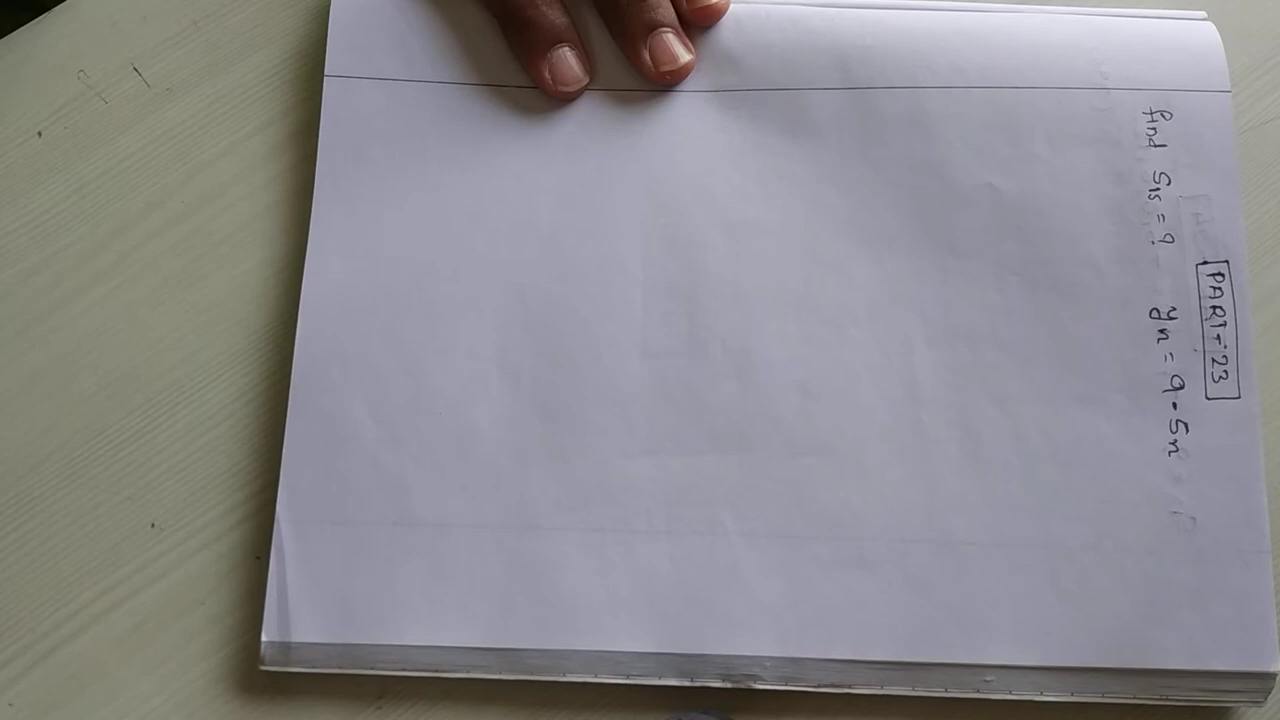 PART-23
find S15 = ? yn = 9-5n